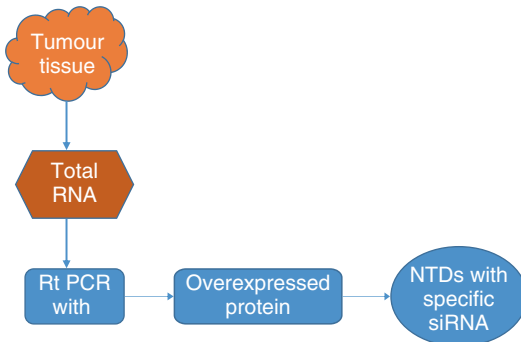 Tumour
tissue
Total
RNA
Rt PCR
with
Overexpressed
protein
NTDs with
specific
siRNA